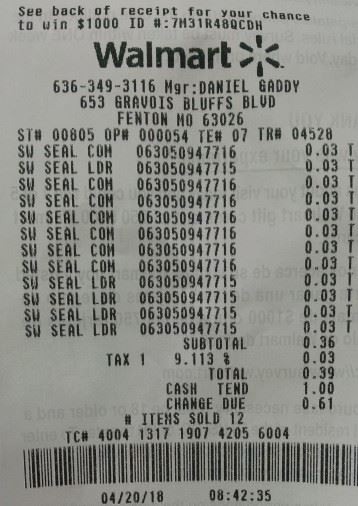 See back of receipt for your chance
to win $1000 ID #:7M31R48QCDH
Walmart
636-349-3116 Mgr:DANIEL GADDY
653 GRAVOIS BLUFFS BLVD
FENTON MO 63026
ST# 00805 OP# 000054 TE# 07 TR# 04528
SW SEAL COM 063050947716 0.03 T
SW SEAL LDR 063050947715 0.03 T
SW SEAL COM 063050947716 0.03 T
SW SEAL COM 063050947716 0.03 T
SW SEAL COM 063050947716 0.03 T
SW SEAL COM 063050947716 0.03 T
SW SEAL COM 063050947716 0.03 T
SW SEAL LDR 063050947715 0.03 T
SW SEAL LDR 063050947715 0.03 T
SW SEAL LDR 063050947715 0.03 T
SW SEAL LDR 063050947715 0.03 T
SW SEAL LDR 063050947715 0.03 T
SUBTOTAL 0.36
TAX 1 9.113 % 0.03
TOTAL 0.39
CASH TEND 1.00
CHANGE DUE 0.61
# ITEMS SOLD 12
TC# 4004 1317 1907 4205 6004
04/20/18 08:42:35